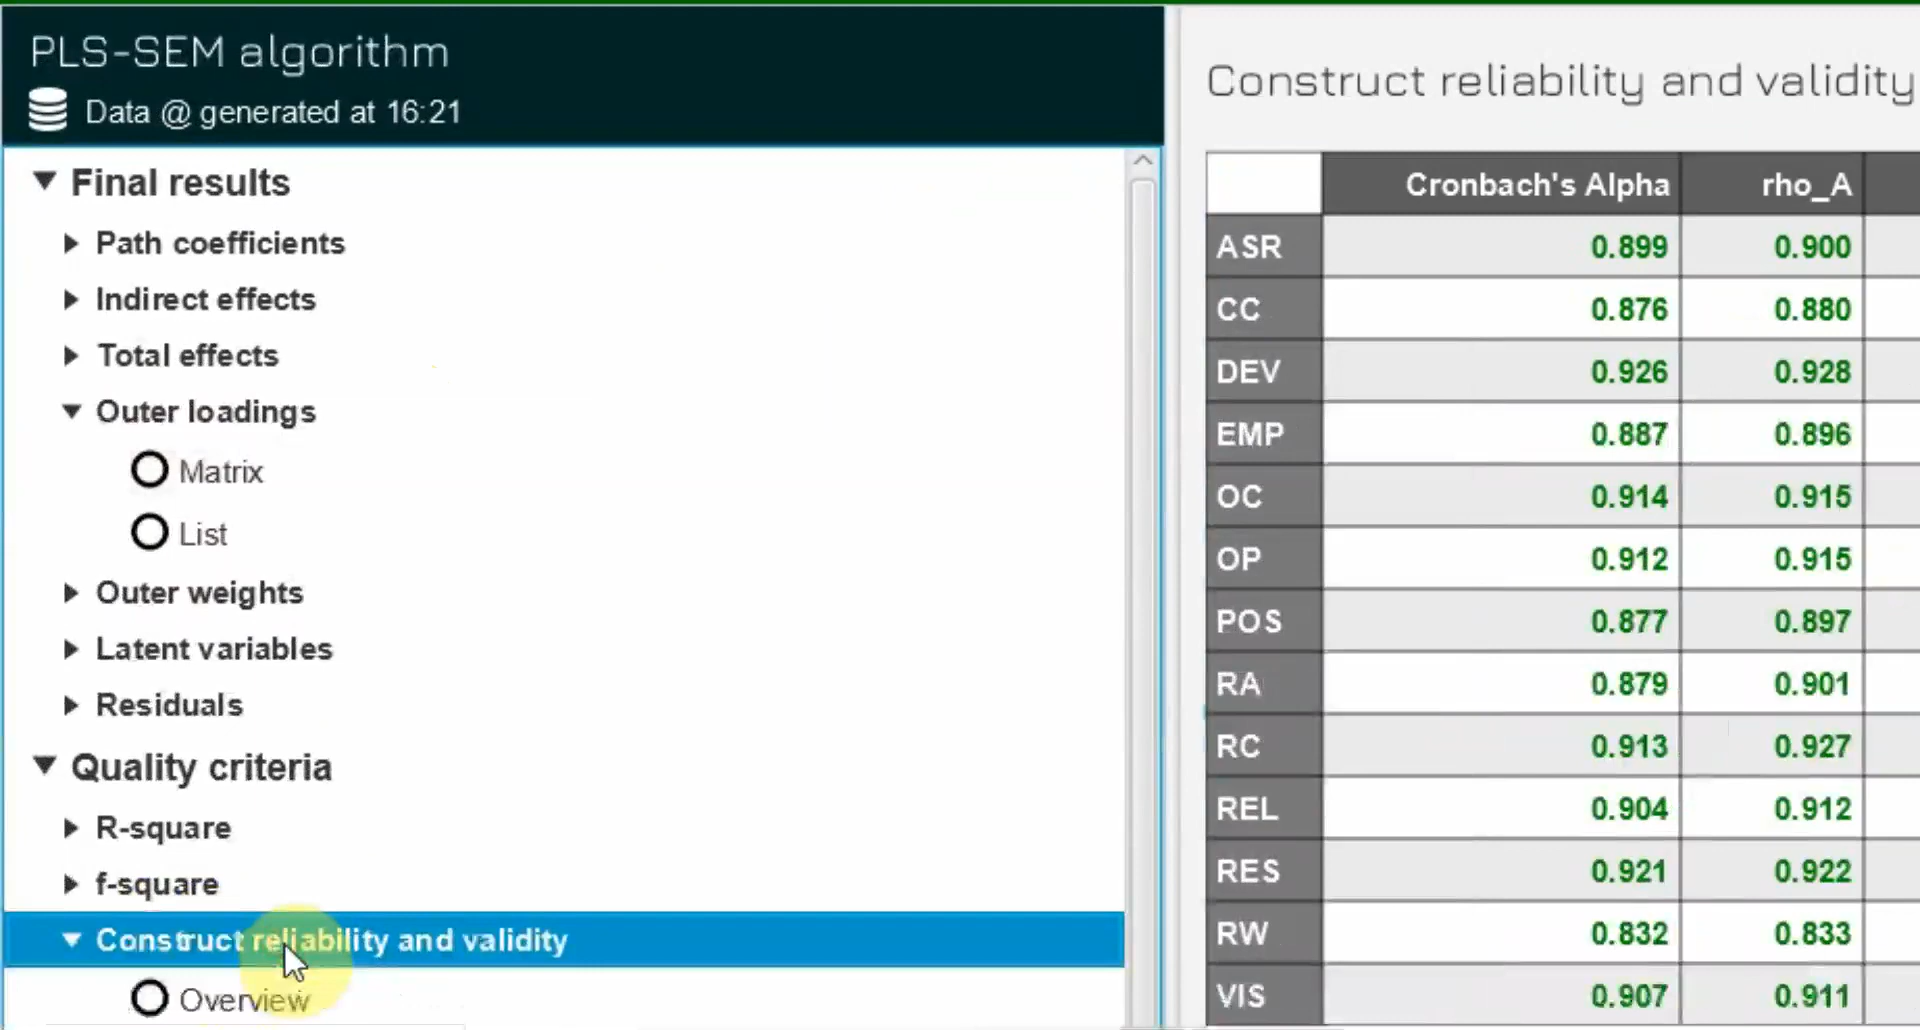 PLS-SEM algorithm
Data @ generated at 16:21
Final results
Path coefficients
Indirect effects
Total effects
Outer loadings
Matrix
List
Outer weights
Latent variables
Residuals
Quality criteria
R-square
f-square
Construct reliability and validity
Overview
Construct reliability and validity
Cronbach's Alpha rho_A
ASR 0.899 0.900
CC 0.876 0.880
DEV 0.926 0.928
EMP 0.887 0.896
OC 0.914 0.915
OP 0.912 0.915
POS 0.877 0.897
RA 0.879 0.901
RC 0.913 0.927
REL 0.904 0.912
RES 0.921 0.922
RW 0.832 0.833
VIS 0.907 0.911